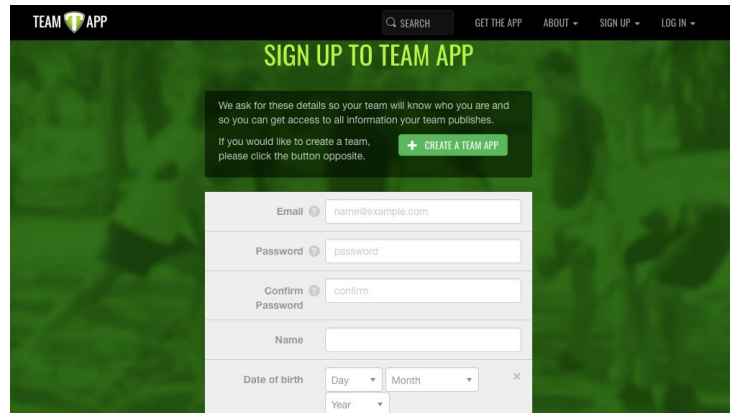 TEAM APP
SEARCH
GET THE APP
ABOUT
SIGN UP
LOG IN
SIGN UP TO TEAM APP
We ask for these details so your team will know who you are and
so you can get access to all information your team publishes.
If you would like to create a team,
please click the button opposite.
+ CREATE A TEAM APP
Email ? name@example.com
Password ? password
Confirm ? confirm
Password
Name
Date of birth Day Month ×
Year